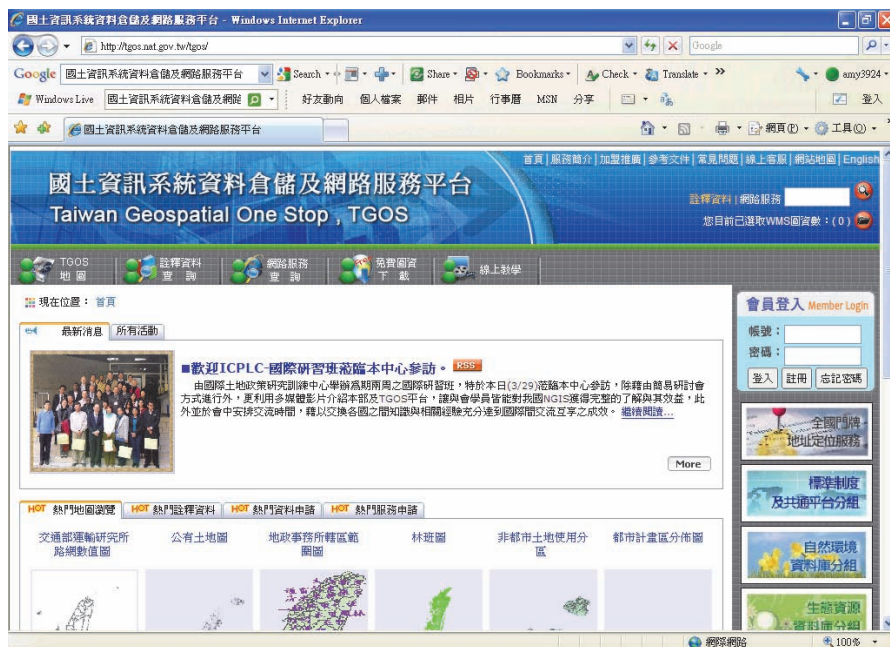 國土資訊系統資料倉儲及網路服務平台 - Windows Internet Explorer
http://tgos.nat.gov.tw/tgos/
Google
Google 國土資訊系統資料倉儲及網路服務平台 Search Share Bookmarks Check Translate amy3924
Windows Live 國土資訊系統資料倉儲及網路 好友動向 個人檔案 郵件 相片 行事曆 MSN 分享 登入
國土資訊系統資料倉儲及網路服務平台 網頁(P) 工具(O)
首頁|服務簡介|加盟推廣|參考文件|常見問題|線上客服|網站地圖|English
國土資訊系統資料倉儲及網路服務平台
Taiwan Geospatial One Stop , TGOS
詮釋資料|網路服務
您目前已選取WMS圖資數:(0)
TGOS
地 圖
詮釋資料
查 詢
網路服務
查 詢
免費圖資
下 載
線上教學
現在位置: 首頁
最新消息 所有活動
■歡迎ICPLC-國際研習班蒞臨本中心參訪。 RSS
由國際土地政策研究訓練中心舉辦為期兩周之國際研習班,特於本日(3/29)蒞臨本中心參訪,除藉由簡易研討會
方式進行外,更利用多媒體影片介紹本部及TGOS平台,讓與會學員皆能對我國NGIS獲得完整的了解與其效益,此
外並於會中安排交流時間,藉以交換各國之間知識與相關經驗充分達到國際間交流互享之成效。 繼續閱讀...
More
HOT 熱門地圖瀏覽 HOT 熱門詮釋資料 HOT 熱門資料申請 HOT 熱門服務申請
交通部運輸研究所
路網數值圖
公有土地圖
地政事務所轄區範
圍圖
林班圖
非都市土地使用分
區
都市計畫區分佈圖
會員登入 Member Login
帳號:
密碼:
登入 註冊 忘記密碼
全國門牌
地址定位服務
標準制度
及共通平台分組
自然環境
資料庫分組
生態資源
資料庫分組
網際網路 100%